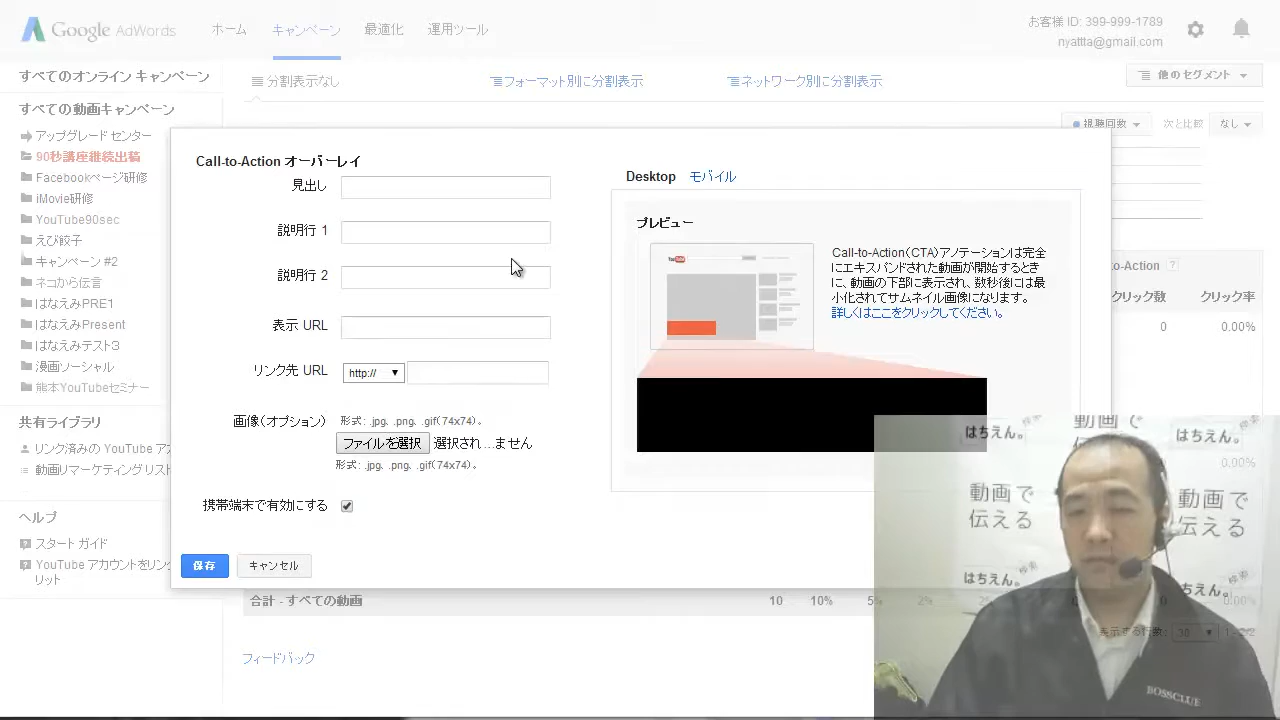 Google AdWords
ホーム
キャンペーン
最適化
運用ツール
お客様 ID: 399-999-1789
nyattta@gmail.com
すべてのオンライン キャンペーン
分割表示なし
フォーマット別に分割表示
ネットワーク別に分割表示
他のセグメント
すべての動画キャンペーン
視聴回数
次と比較
なし
アップグレード センター
90秒講座継続出稿
Facebookページ研修
iMovie研修
YouTube90sec
えび餃子
キャンペーン #2
ネコから伝言
はなえみPRE1
はなえみPresent
はなえみテスト3
漫画ソーシャル
熊本YouTubeセミナー
共有ライブラリ
リンク済みの YouTube ア
動画リマーケティング リスト
ヘルプ
スタート ガイド
YouTube アカウントをリンク
リット
Call-to-Action オーバーレイ
見出し
説明行 1
説明行 2
表示 URL
リンク先 URL
http://
画像(オプション)
形式: .jpg、.png、.gif(74x74)。
ファイルを選択 選択され...ません
形式: .jpg、.png、.gif(74x74)。
携帯端末で有効にする
保存
キャンセル
Desktop
モバイル
プレビュー
Call-to-Action(CTA)アノテーションは完全
にエキスパンドされた動画が開始するとき
に、動画の下部に表示され、数秒後には最
小化されてサムネイル画像になります。
詳しくはここをクリックしてください。
o-Action ?
クリック数
クリック率
0
0.00%
0.00%
合計 - すべての動画
10
10%
5%
2%
0
0.00%
表示する行数: 30
フィードバック
はちえん。
動画で
伝える
はちえん。
動画で
伝える
動画で
伝える
はちえん。
ちえん。
検索
BOSSCLUE